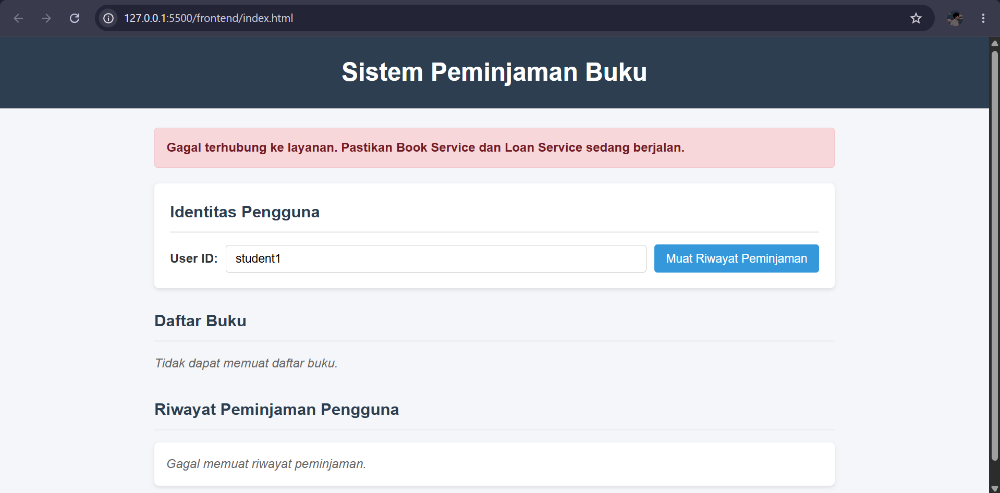 127.0.0.1:5500/frontend/index.html
Sistem Peminjaman Buku
Gagal terhubung ke layanan. Pastikan Book Service dan Loan Service sedang berjalan.
Identitas Pengguna
User ID: student1 Muat Riwayat Peminjaman
Daftar Buku
Tidak dapat memuat daftar buku.
Riwayat Peminjaman Pengguna
Gagal memuat riwayat peminjaman.